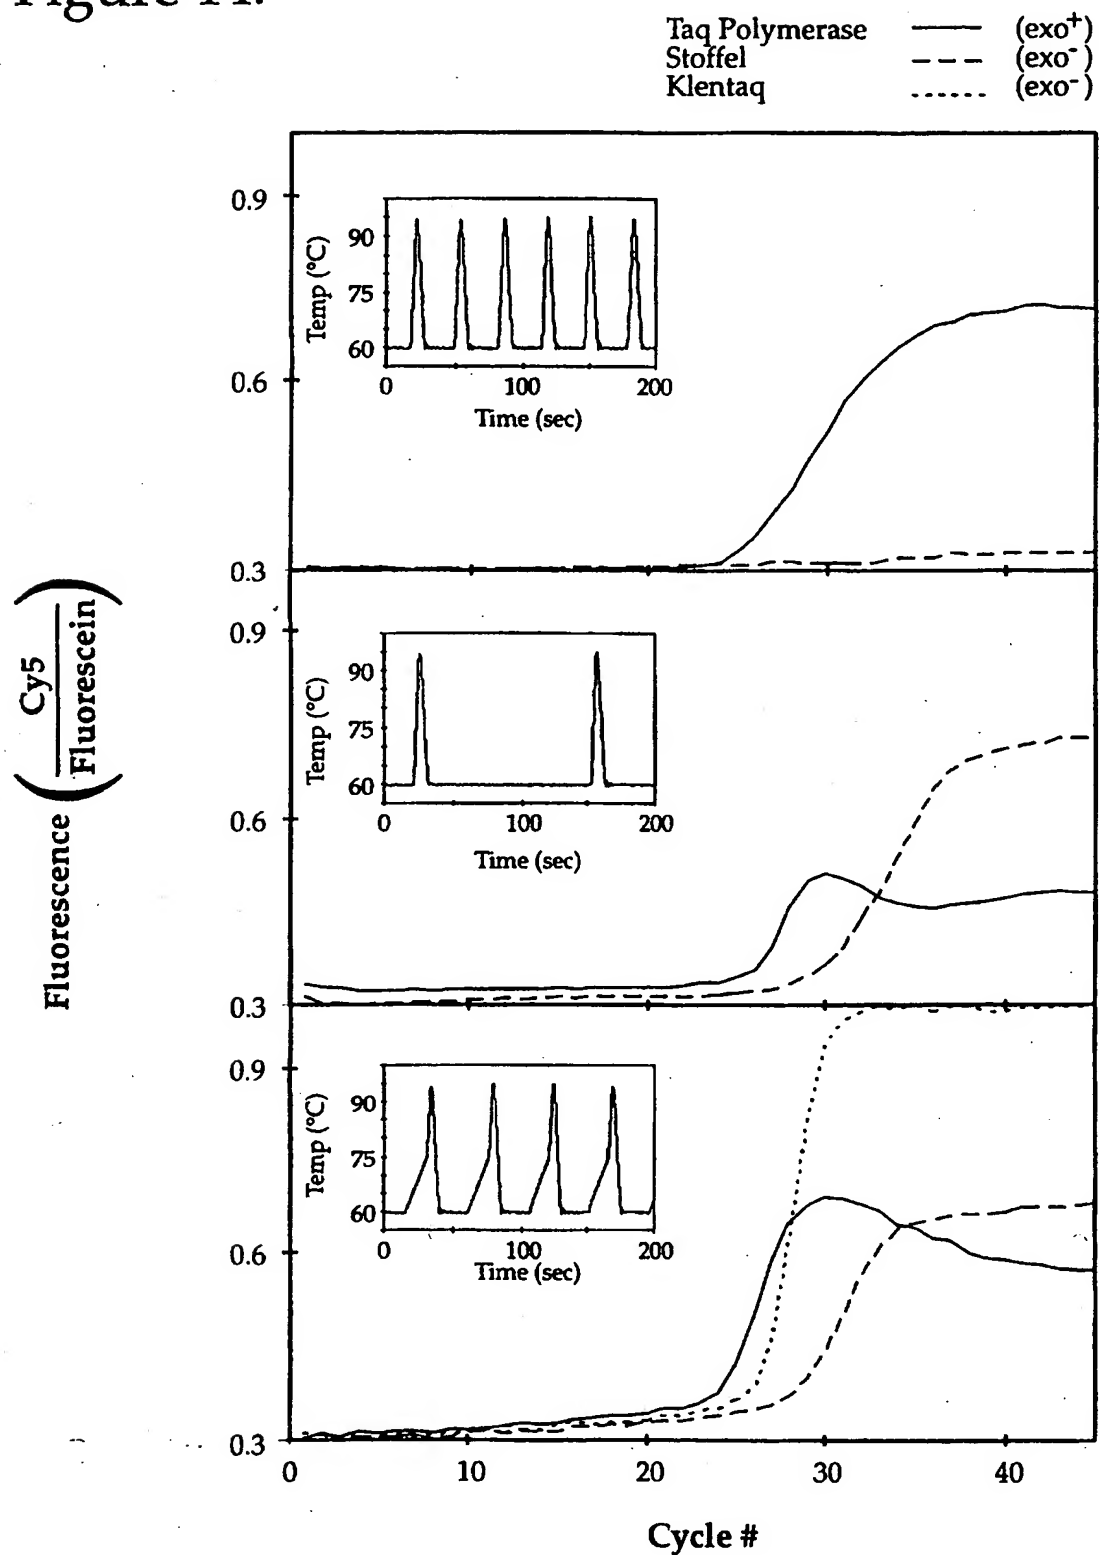 Taq Polymerase (exo+)
Stoffel (exo-)
Klentaq (exo-)
0.9
0.6
0.3
Temp (°C)
90
75
60
0 100 200
Time (sec)
0.9
0.6
0.3
Temp (°C)
90
75
60
0 100 200
Time (sec)
0.9
0.6
0.3
Temp (°C)
90
75
60
0 100 200
Time (sec)
0 10 20 30 40
Cycle #
Fluorescence (Cy5 / Fluorescein)